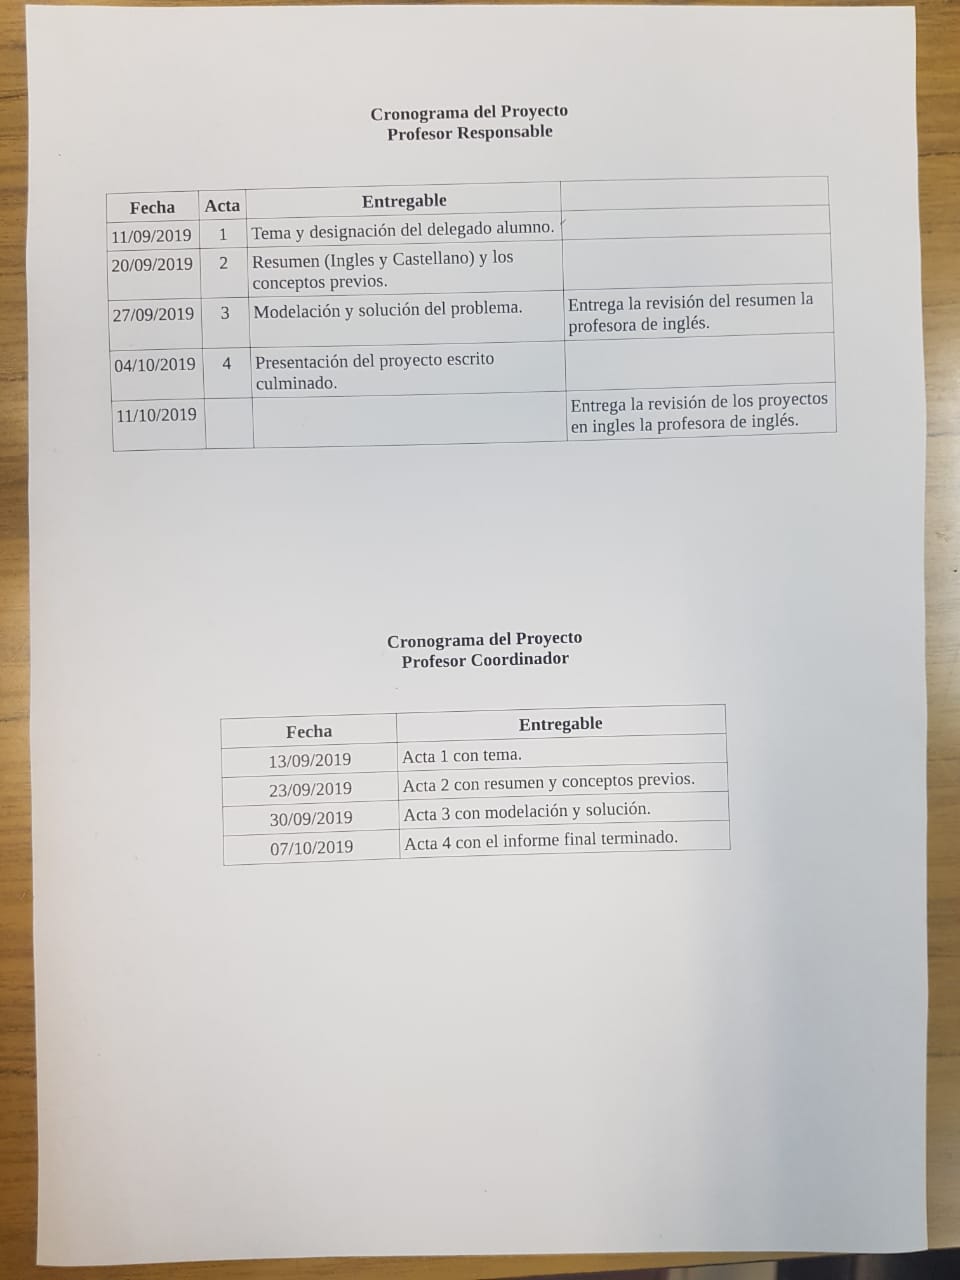 Cronograma del Proyecto
Profesor Responsable
Fecha Acta Entregable
11/09/2019 1 Tema y designación del delegado alumno.
20/09/2019 2 Resumen (Ingles y Castellano) y los
conceptos previos.
27/09/2019 3 Modelación y solución del problema. Entrega la revisión del resumen la
profesora de inglés.
04/10/2019 4 Presentación del proyecto escrito
culminado.
11/10/2019 Entrega la revisión de los proyectos
en ingles la profesora de inglés.
Cronograma del Proyecto
Profesor Coordinador
Fecha Entregable
13/09/2019 Acta 1 con tema.
23/09/2019 Acta 2 con resumen y conceptos previos.
30/09/2019 Acta 3 con modelación y solución.
07/10/2019 Acta 4 con el informe final terminado.